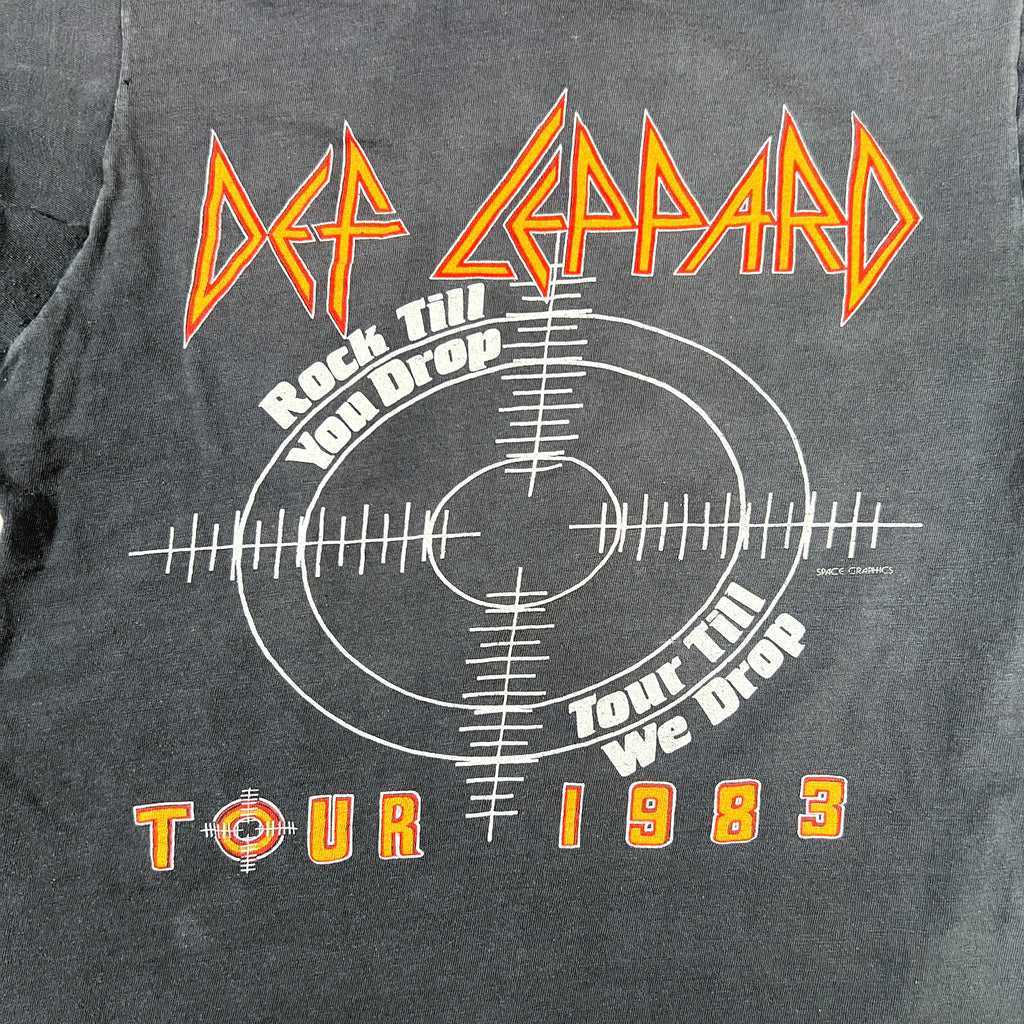 DEF LEPPARD
Rock Till
You Drop
SPACE GRAPHICS
Tour Till
We Drop
TOUR 1983